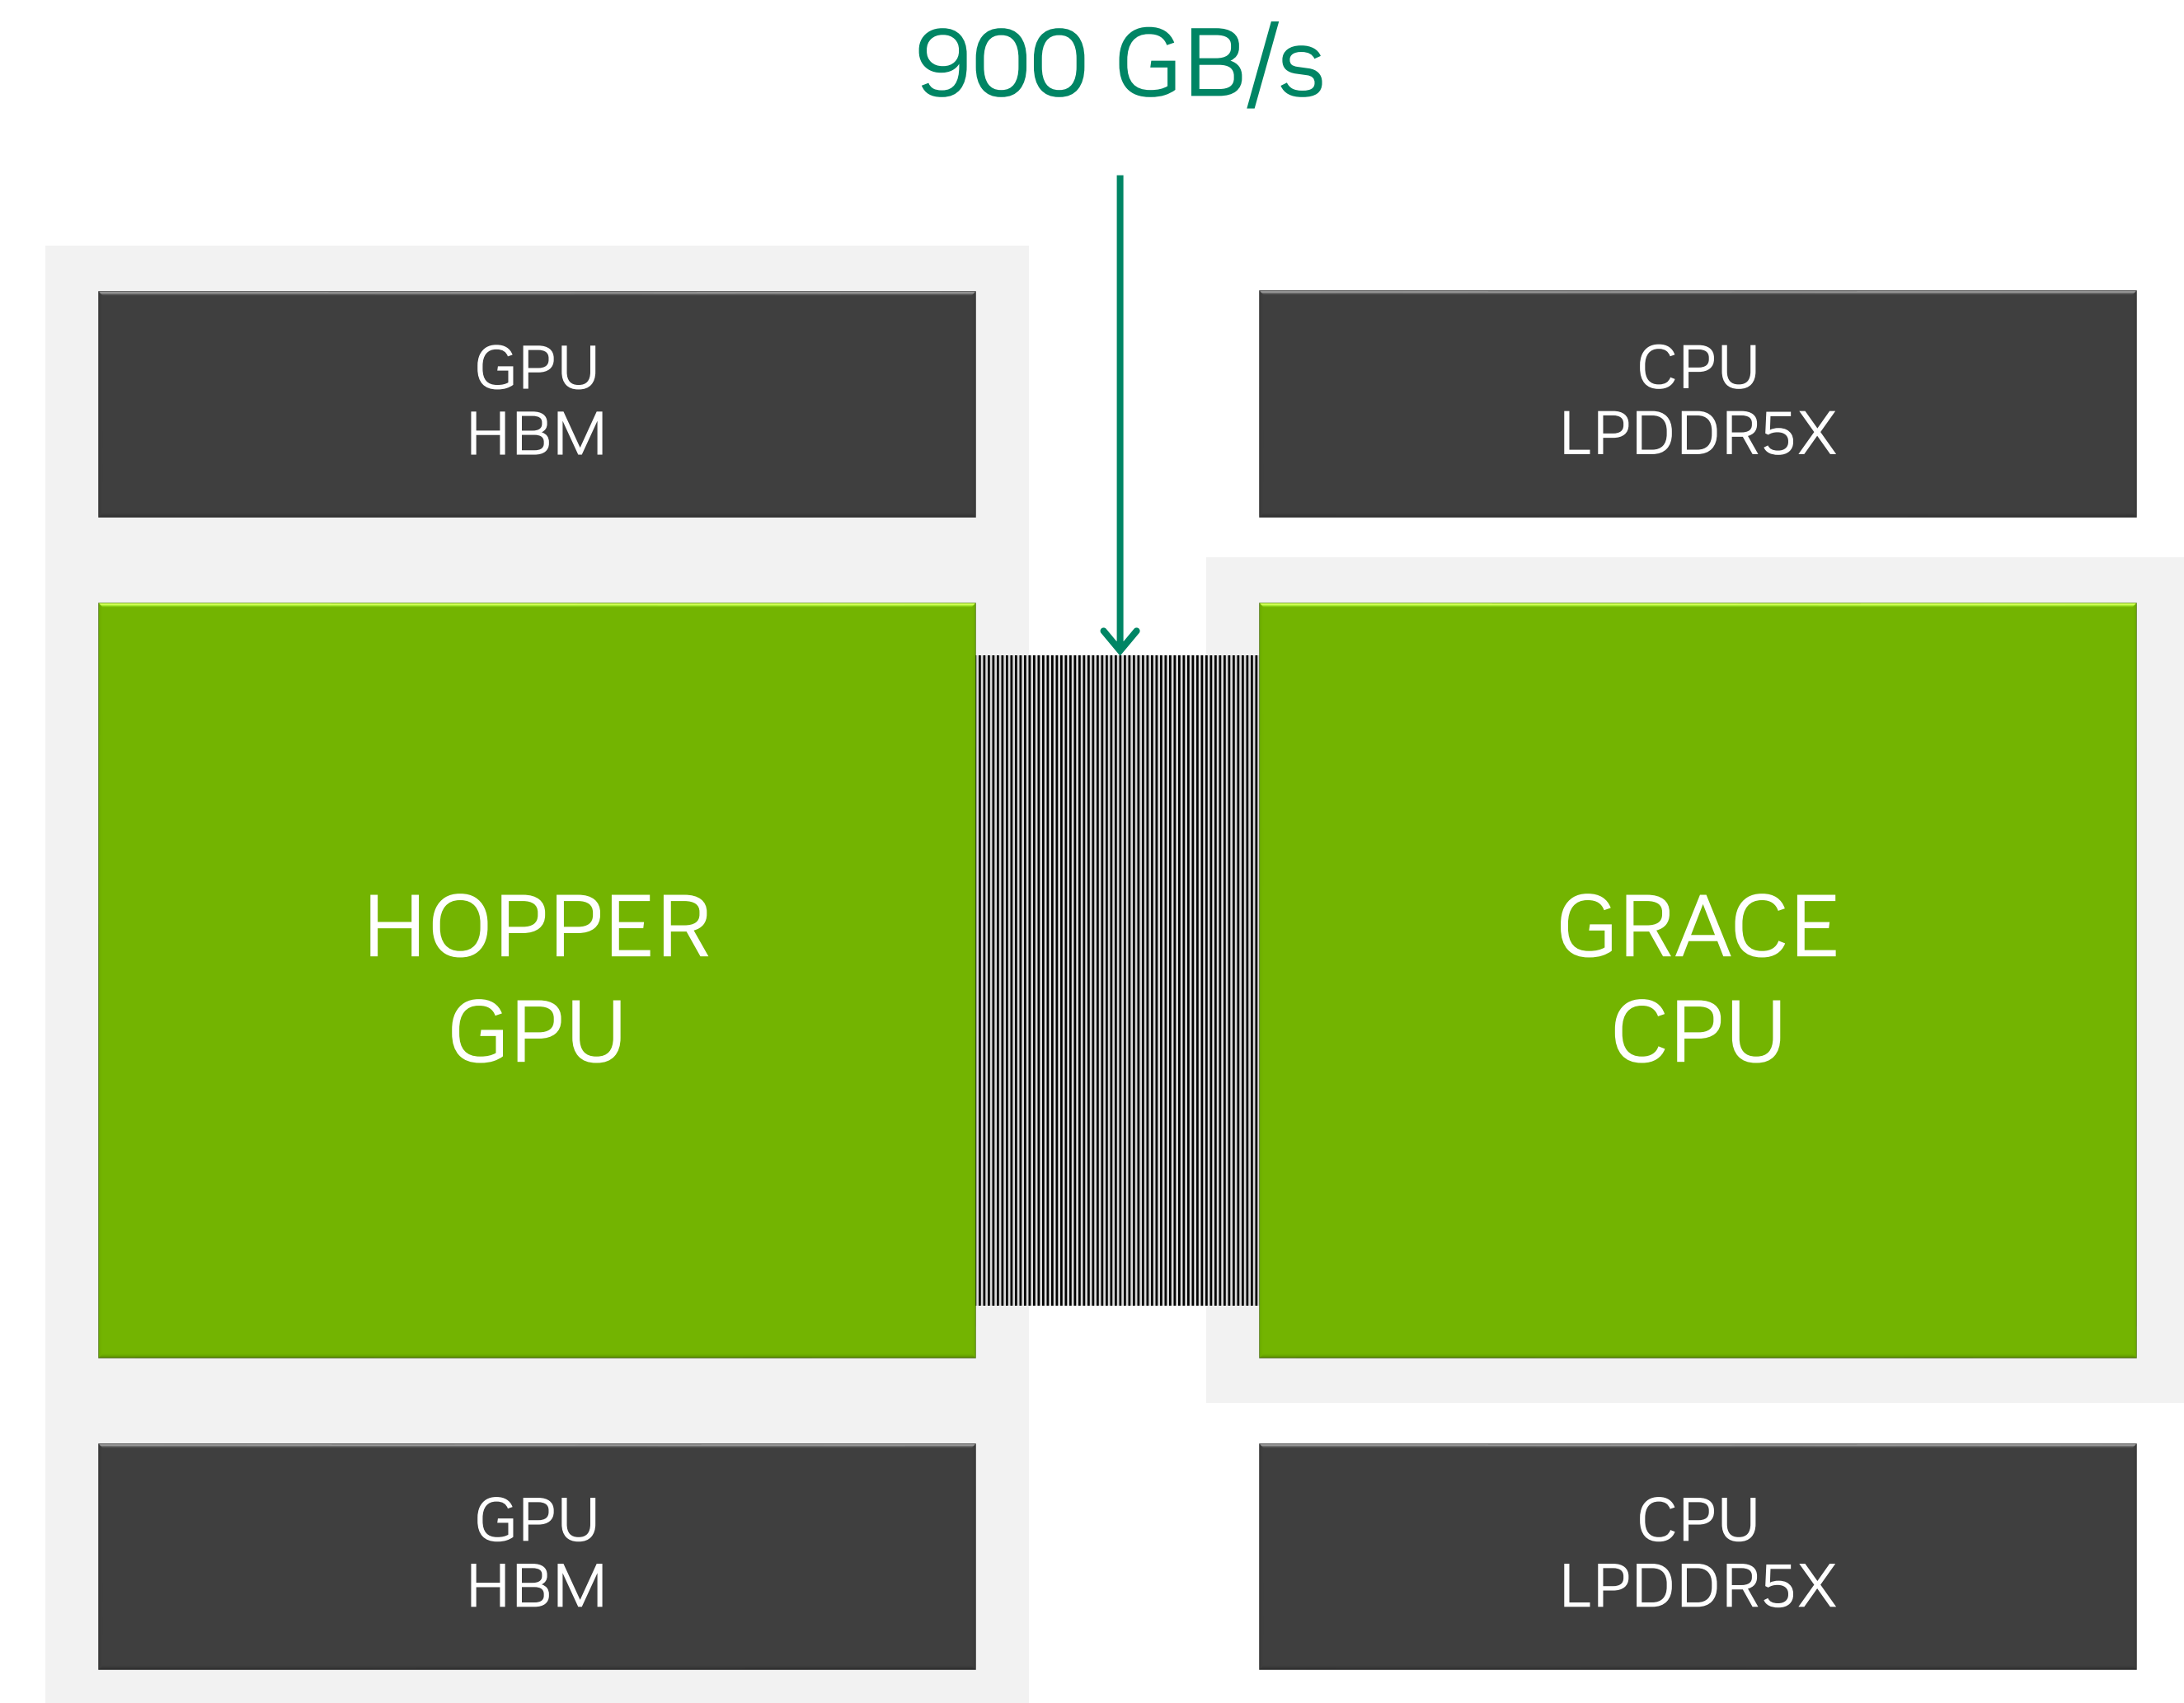 900 GB/s
GPU
HBM
CPU
LPDDR5X
HOPPER
GPU
GRACE
CPU
GPU
HBM
CPU
LPDDR5X